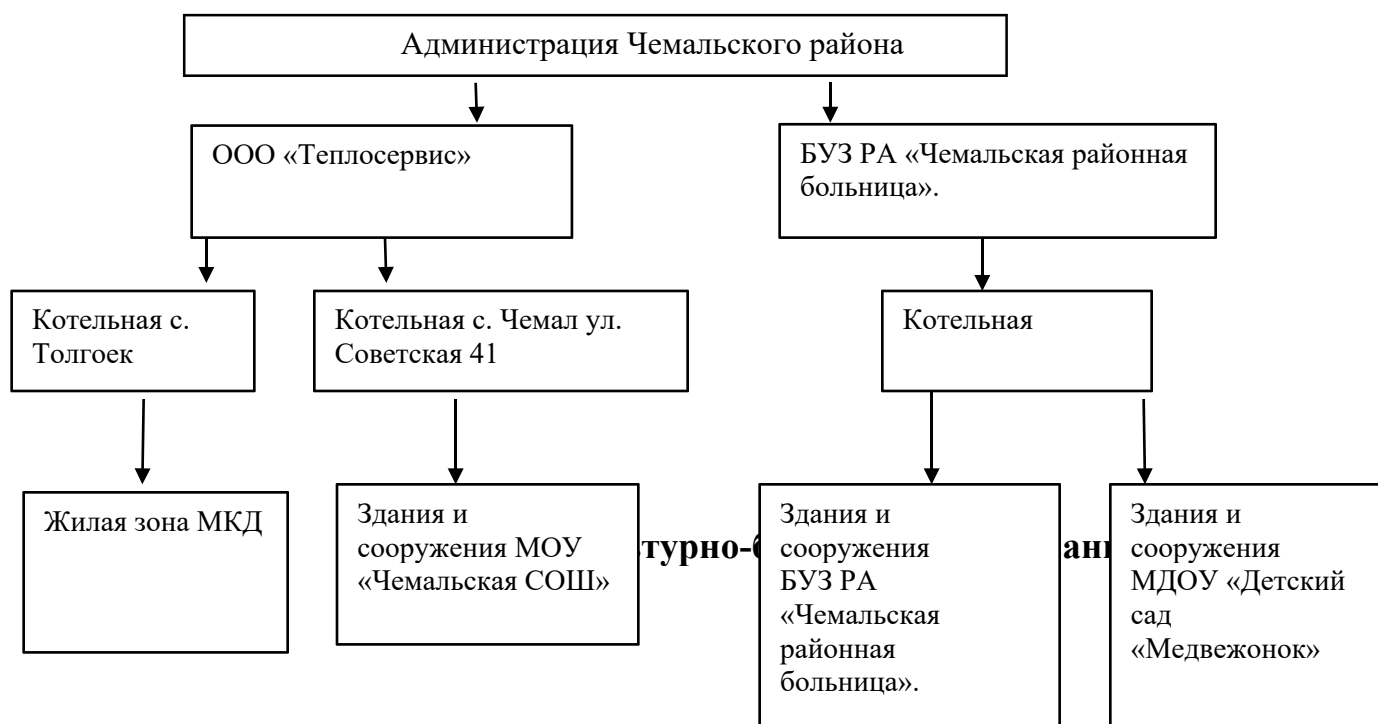 Администрация Чемальского района
ООО «Теплосервис»
БУЗ РА «Чемальская районная
больница».
Котельная с.
Толгоек
Котельная с. Чемал ул.
Советская 41
Котельная
Жилая зона МКД
Здания и
сооружения МОУ
«Чемальская СОШ»
Здания и
сооружения
БУЗ РА
«Чемальская
районная
больница».
Здания и
сооружения
МДОУ «Детский
сад
«Медвежонок»